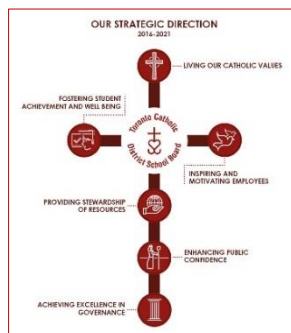 OUR STRATEGIC DIRECTION
2016-2021
LIVING OUR CATHOLIC VALUES
FOSTERING STUDENT
ACHIEVEMENT AND WELL BEING
Toronto Catholic
District School Board
INSPIRING AND
MOTIVATING EMPLOYEES
PROVIDING STEWARDSHIP
OF RESOURCES
ENHANCING PUBLIC
CONFIDENCE
ACHIEVING EXCELLENCE IN
GOVERNANCE